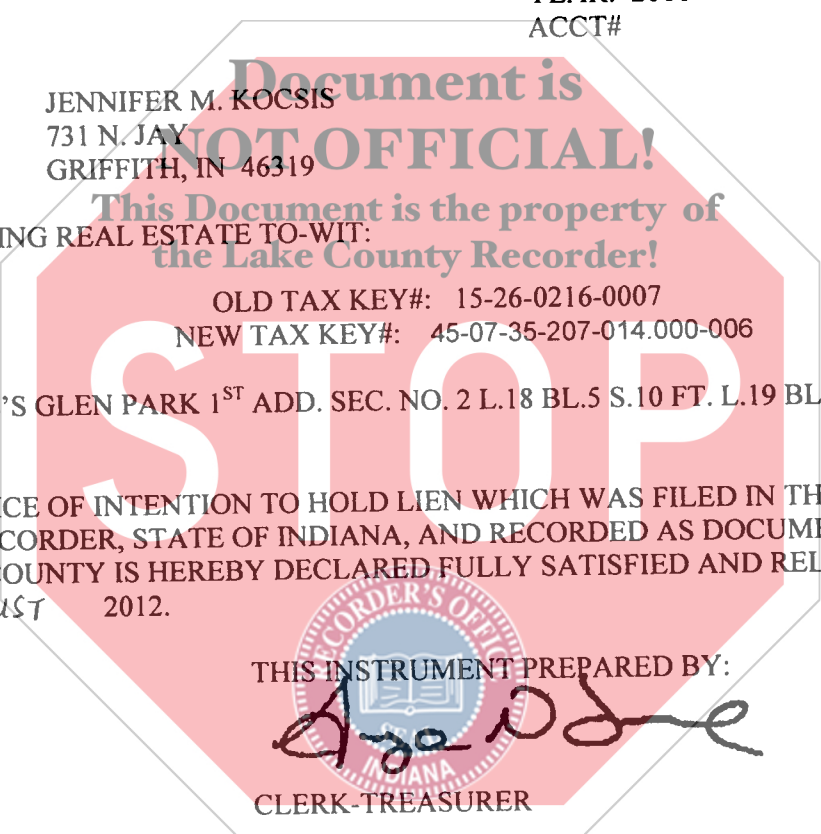 ACCT#
Document is
JENNIFER M. KOCSIS
731 N. JAY
NOT OFFICIAL!
GRIFFITH, IN 46319
This Document is the property of
ING REAL ESTATE TO-WIT:
the Lake County Recorder!
OLD TAX KEY#: 15-26-0216-0007
NEW TAX KEY#: 45-07-35-207-014.000-006
STOP
'S GLEN PARK 1ST ADD. SEC. NO. 2 L.18 BL.5 S.10 FT. L.19 BL
CE OF INTENTION TO HOLD LIEN WHICH WAS FILED IN TH
CORDER, STATE OF INDIANA, AND RECORDED AS DOCUME
COUNTY IS HEREBY DECLARED FULLY SATISFIED AND REL
UST 2012.
RECORDER'S OFFICE
THIS INSTRUMENT PREPARED BY:
SEAL
INDIANA
CLERK-TREASURER